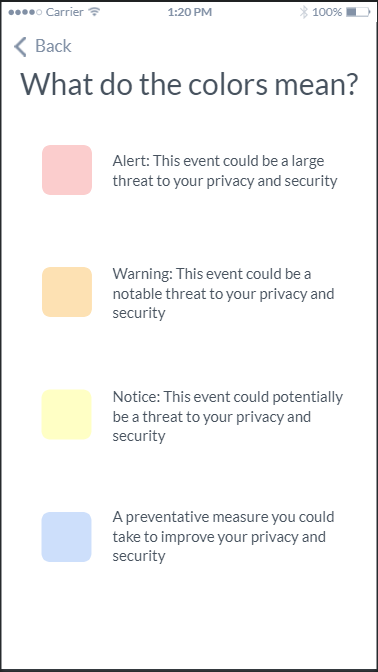 Carrier 1:20 PM 100%
Back
What do the colors mean?
Alert: This event could be a large
threat to your privacy and security
Warning: This event could be a
notable threat to your privacy and
security
Notice: This event could potentially
be a threat to your privacy and
security
A preventative measure you could
take to improve your privacy and
security